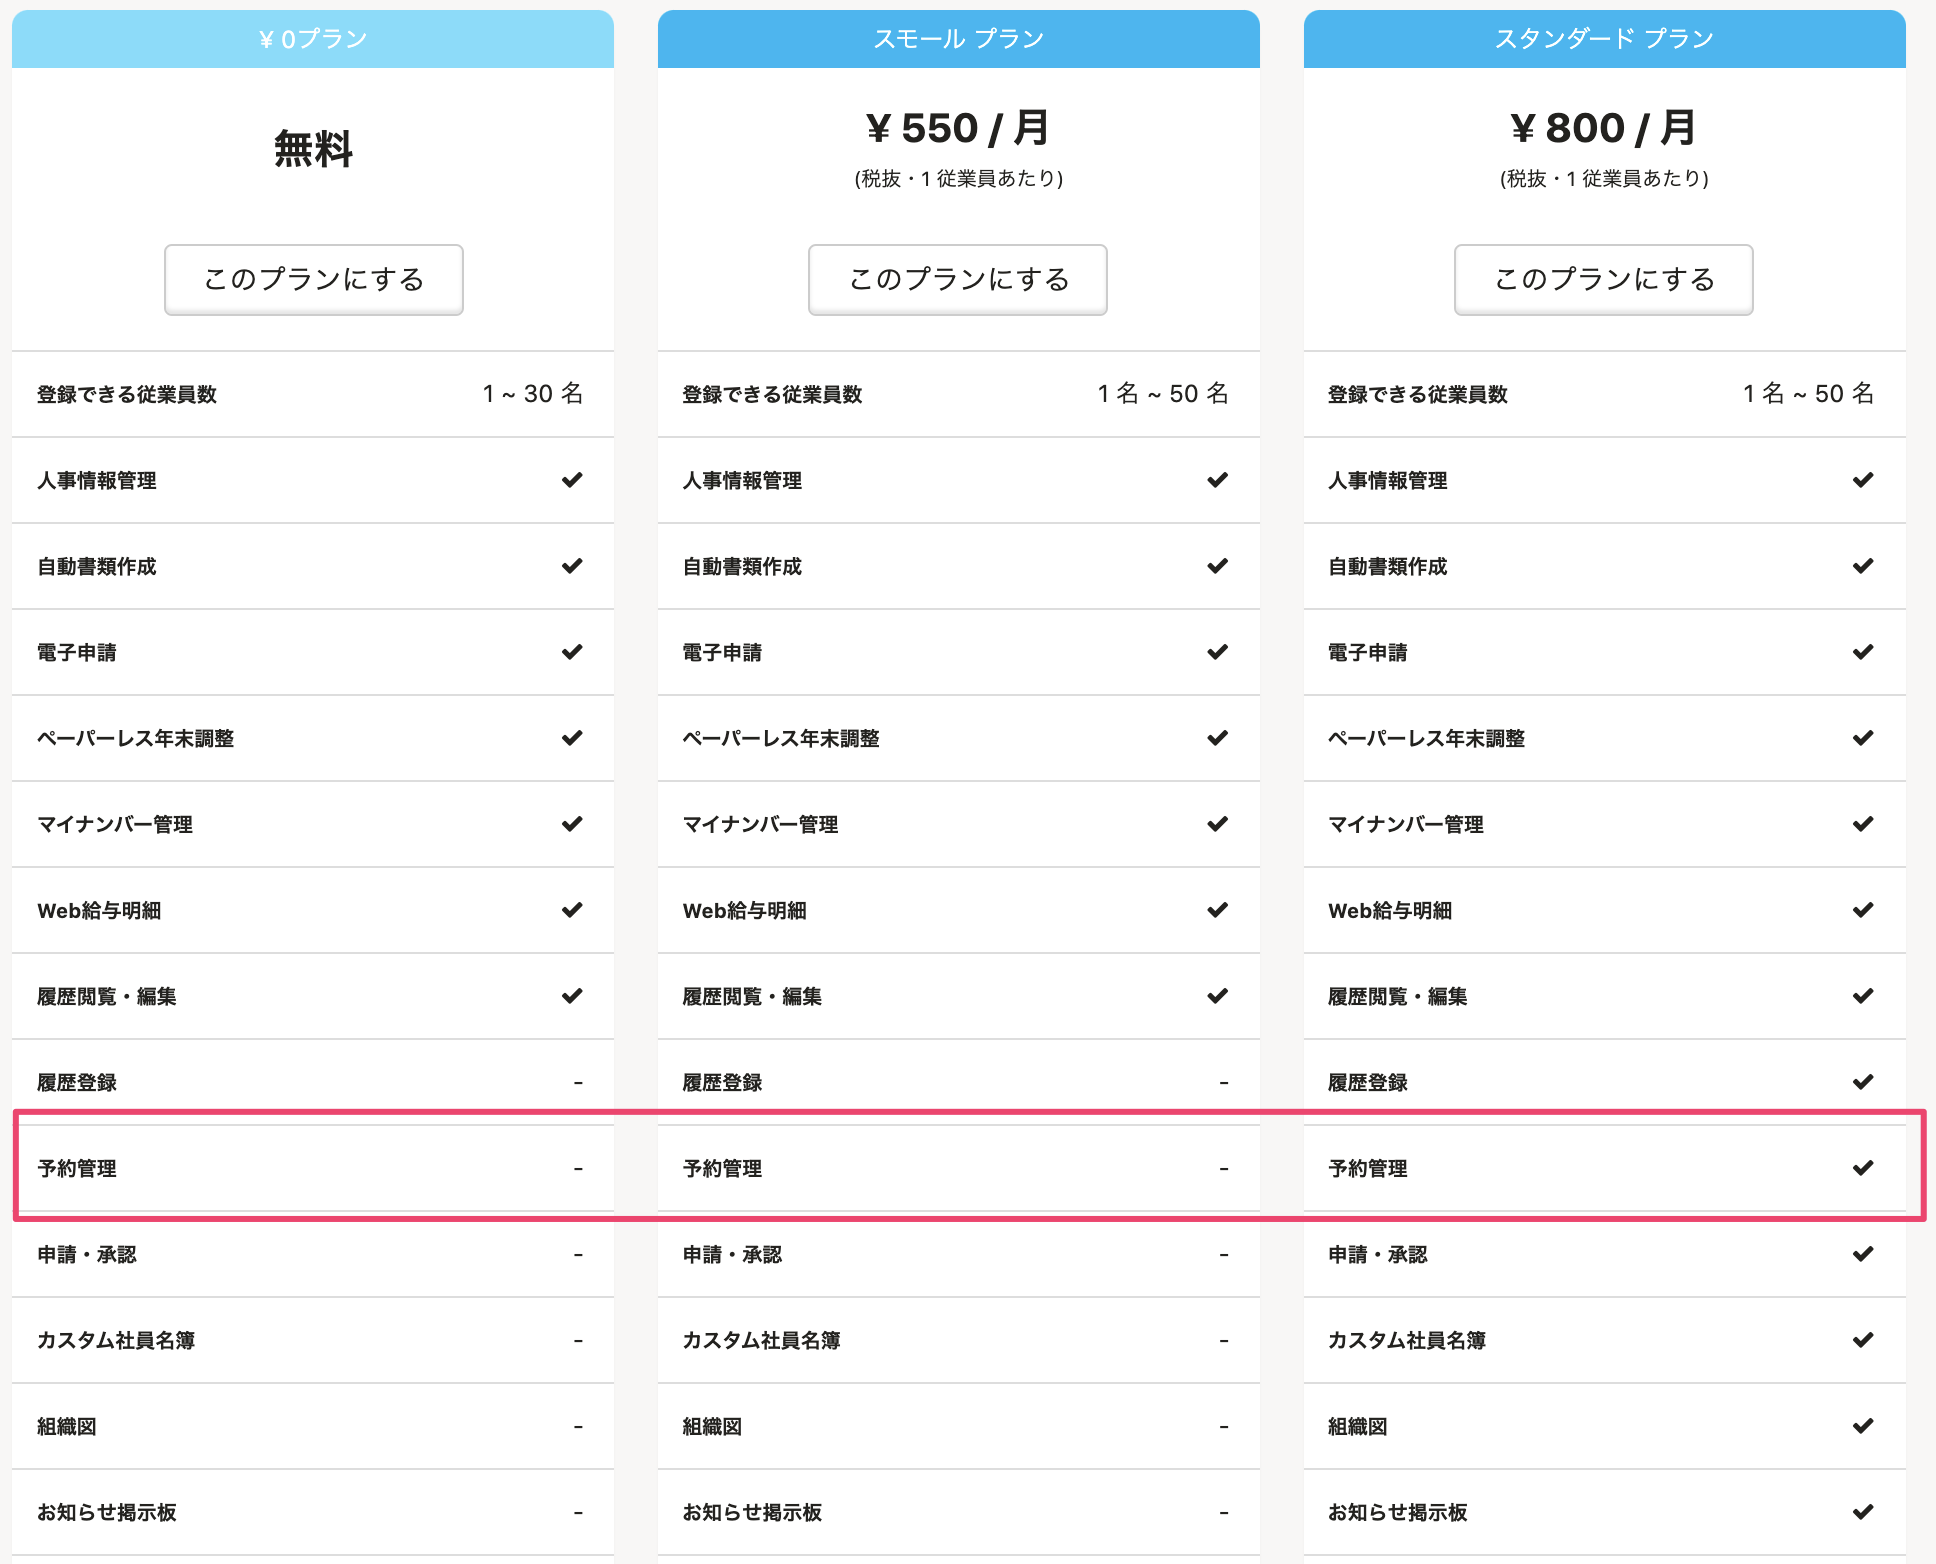 ¥ 0プラン
無料
このプランにする
登録できる従業員数 1 ~ 30 名
人事情報管理 ✔
自動書類作成 ✔
電子申請 ✔
ペーパーレス年末調整 ✔
マイナンバー管理 ✔
Web給与明細 ✔
履歴閲覧・編集 ✔
履歴登録 -
予約管理 -
申請・承認 -
カスタム社員名簿 -
組織図 -
お知らせ掲示板 -
スモール プラン
¥ 550 / 月
(税抜・1 従業員あたり)
このプランにする
登録できる従業員数 1 名 ~ 50 名
人事情報管理 ✔
自動書類作成 ✔
電子申請 ✔
ペーパーレス年末調整 ✔
マイナンバー管理 ✔
Web給与明細 ✔
履歴閲覧・編集 ✔
履歴登録 -
予約管理 -
申請・承認 -
カスタム社員名簿 -
組織図 -
お知らせ掲示板 -
スタンダード プラン
¥ 800 / 月
(税抜・1 従業員あたり)
このプランにする
登録できる従業員数 1 名 ~ 50 名
人事情報管理 ✔
自動書類作成 ✔
電子申請 ✔
ペーパーレス年末調整 ✔
マイナンバー管理 ✔
Web給与明細 ✔
履歴閲覧・編集 ✔
履歴登録 ✔
予約管理 ✔
申請・承認 ✔
カスタム社員名簿 ✔
組織図 ✔
お知らせ掲示板 ✔